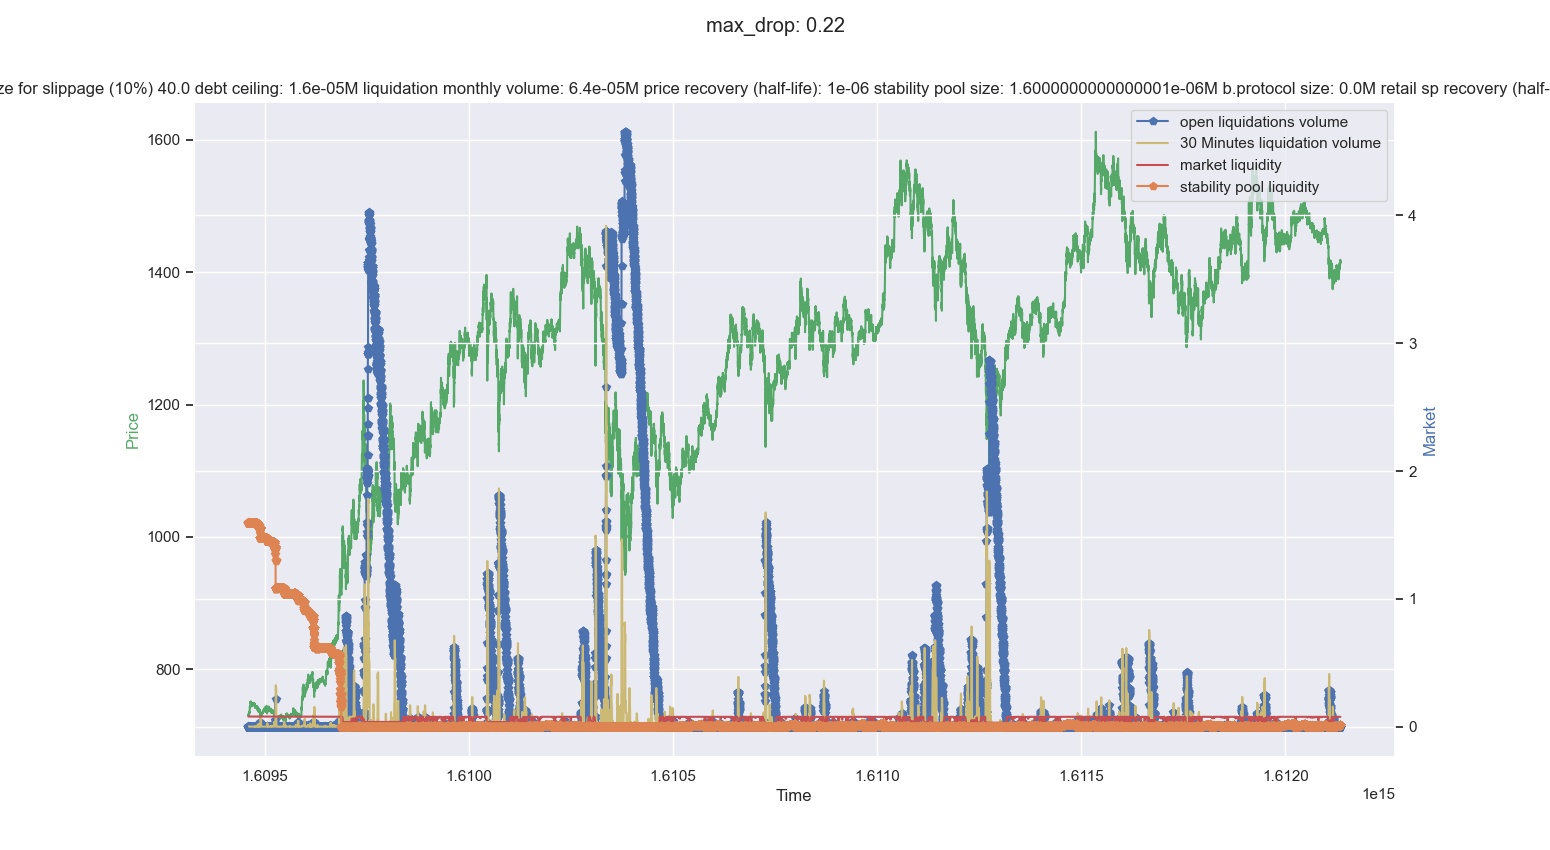 max_drop: 0.22
ze for slippage (10%) 40.0 debt ceiling: 1.6e-05M liquidation monthly volume: 6.4e-05M price recovery (half-life): 1e-06 stability pool size: 1.6000000000000001e-06M b.protocol size: 0.0M retail sp recovery (half-
open liquidations volume
30 Minutes liquidation volume
market liquidity
stability pool liquidity
1600
1400
1200
1000
800
Price
4
3
2
1
0
Market
1.6095 1.6100 1.6105 1.6110 1.6115 1.6120
1e15
Time